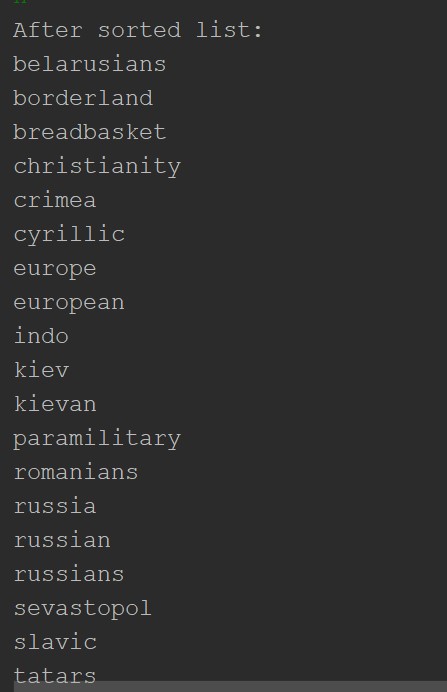 After sorted list:
belarusians
borderland
breadbasket
christianity
crimea
cyrillic
europe
european
indo
kiev
kievan
paramilitary
romanians
russia
russian
russians
sevastopol
slavic
tatars